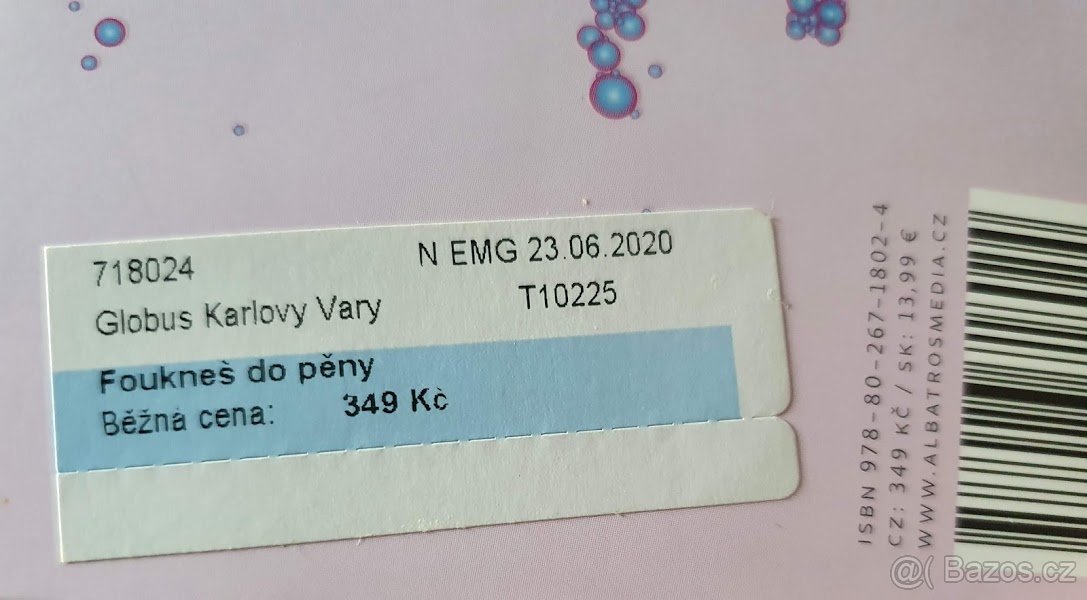 718024
N EMG 23.06.2020
Globus Karlovy Vary
T10225
Foukneš do pěny
Běžná cena: 349 Kč
ISBN 978-80-267-1802-4
CZ: 349 KČ / SK: 13,99 €
WWW.ALBATROSMEDIA.CZ
@( Bazos.cz